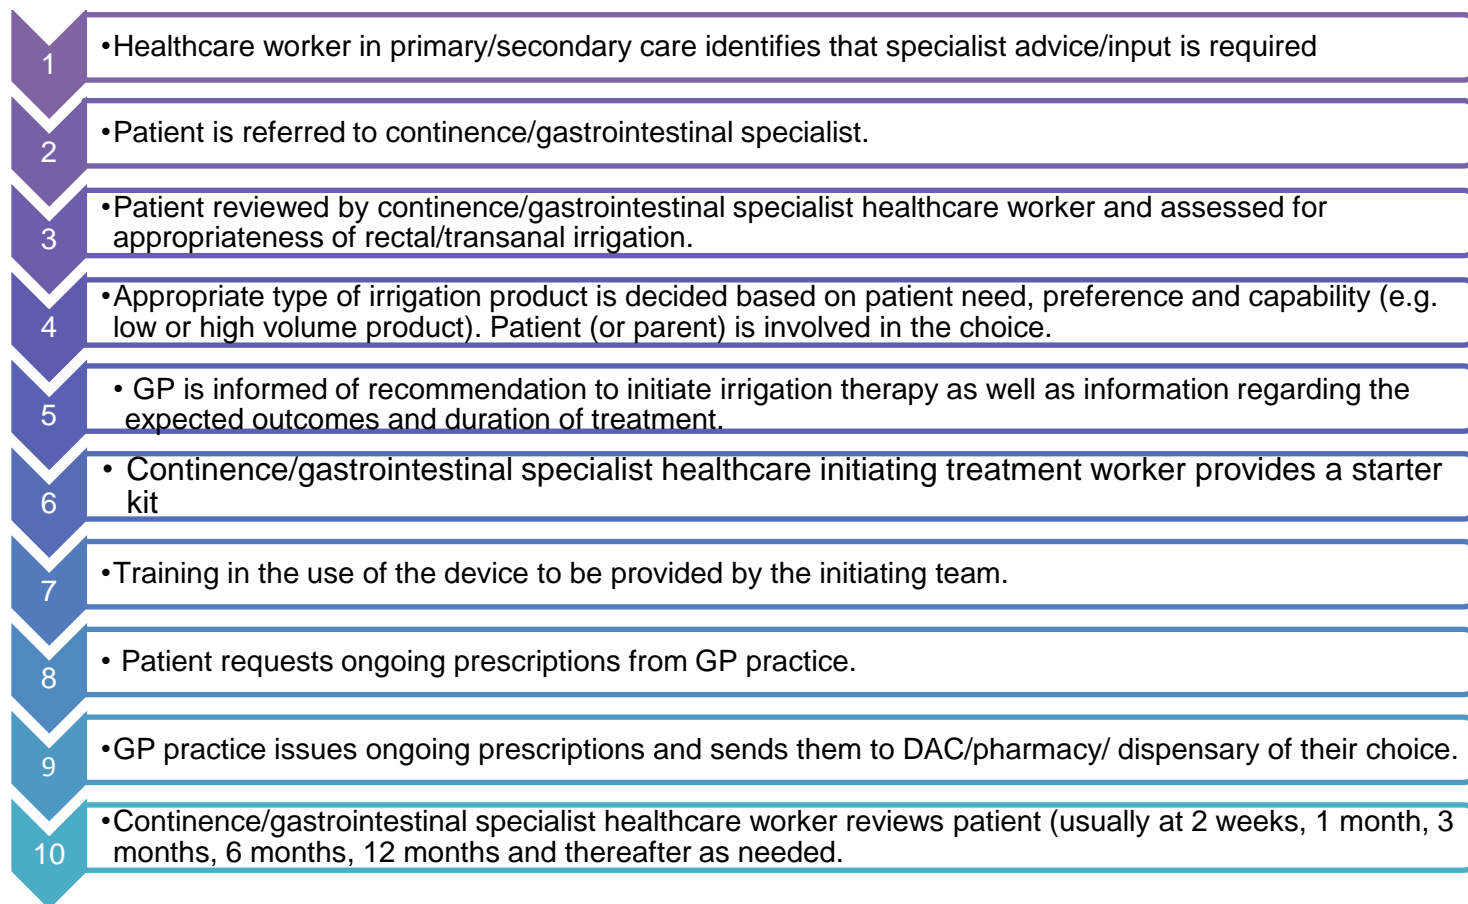 1
•Healthcare worker in primary/secondary care identifies that specialist advice/input is required
2
•Patient is referred to continence/gastrointestinal specialist.
3
•Patient reviewed by continence/gastrointestinal specialist healthcare worker and assessed for
appropriateness of rectal/transanal irrigation.
4
•Appropriate type of irrigation product is decided based on patient need, preference and capability (e.g.
low or high volume product). Patient (or parent) is involved in the choice.
5
• GP is informed of recommendation to initiate irrigation therapy as well as information regarding the
expected outcomes and duration of treatment.
6
• Continence/gastrointestinal specialist healthcare initiating treatment worker provides a starter
kit
7
•Training in the use of the device to be provided by the initiating team.
8
• Patient requests ongoing prescriptions from GP practice.
9
•GP practice issues ongoing prescriptions and sends them to DAC/pharmacy/ dispensary of their choice.
10
•Continence/gastrointestinal specialist healthcare worker reviews patient (usually at 2 weeks, 1 month, 3
months, 6 months, 12 months and thereafter as needed.